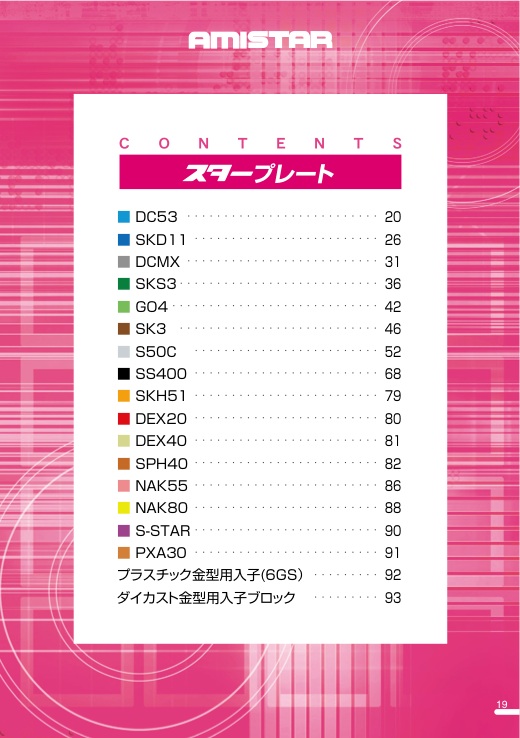 AMISTAR
CONTENTS
スタープレート
DC53 ························ 20
SKD11 ························ 26
DCMX ························ 31
SKS3 ························ 36
GO4 ························ 42
SK3 ························ 46
S50C ························ 52
SS400 ························ 68
SKH51 ························ 79
DEX20 ························ 80
DEX40 ························ 81
SPH40 ························ 82
NAK55 ························ 86
NAK80 ························ 88
S-STAR ························ 90
PXA30 ························ 91
プラスチック金型用入子(6GS） ········· 92
ダイカスト金型用入子ブロック ········· 93
19